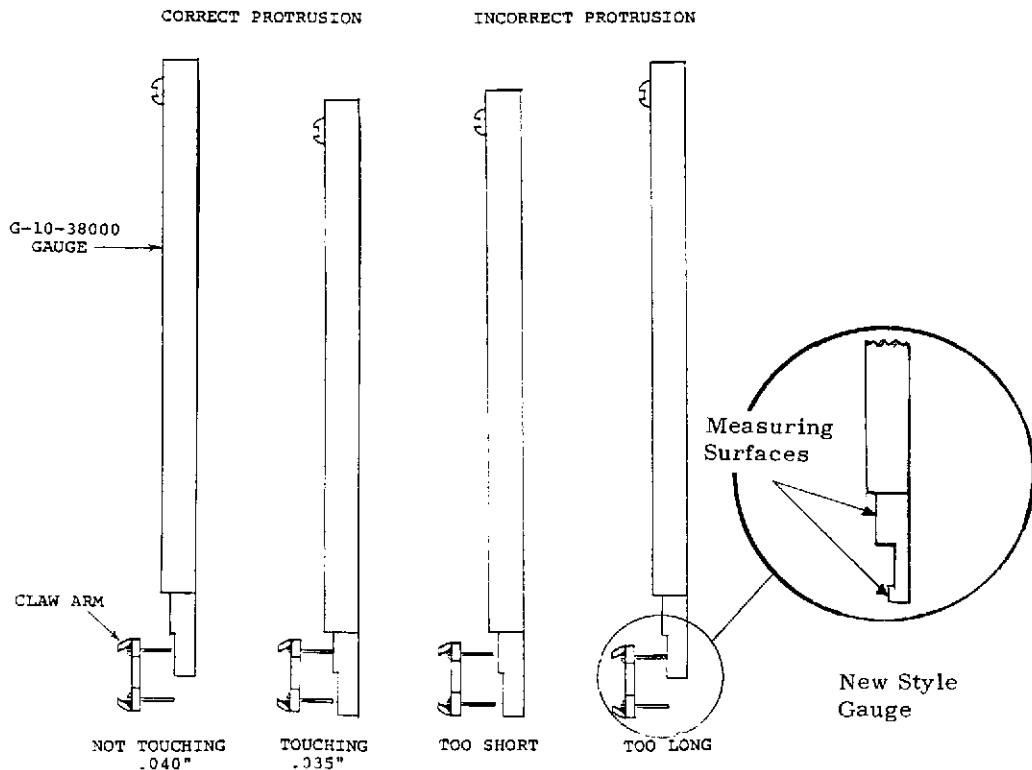 CORRECT PROTRUSION
INCORRECT PROTRUSION
G-10-38000
GAUGE
Measuring
Surfaces
CLAW ARM
New Style
Gauge
NOT TOUCHING
.040"
TOUCHING
.035"
TOO SHORT
TOO LONG